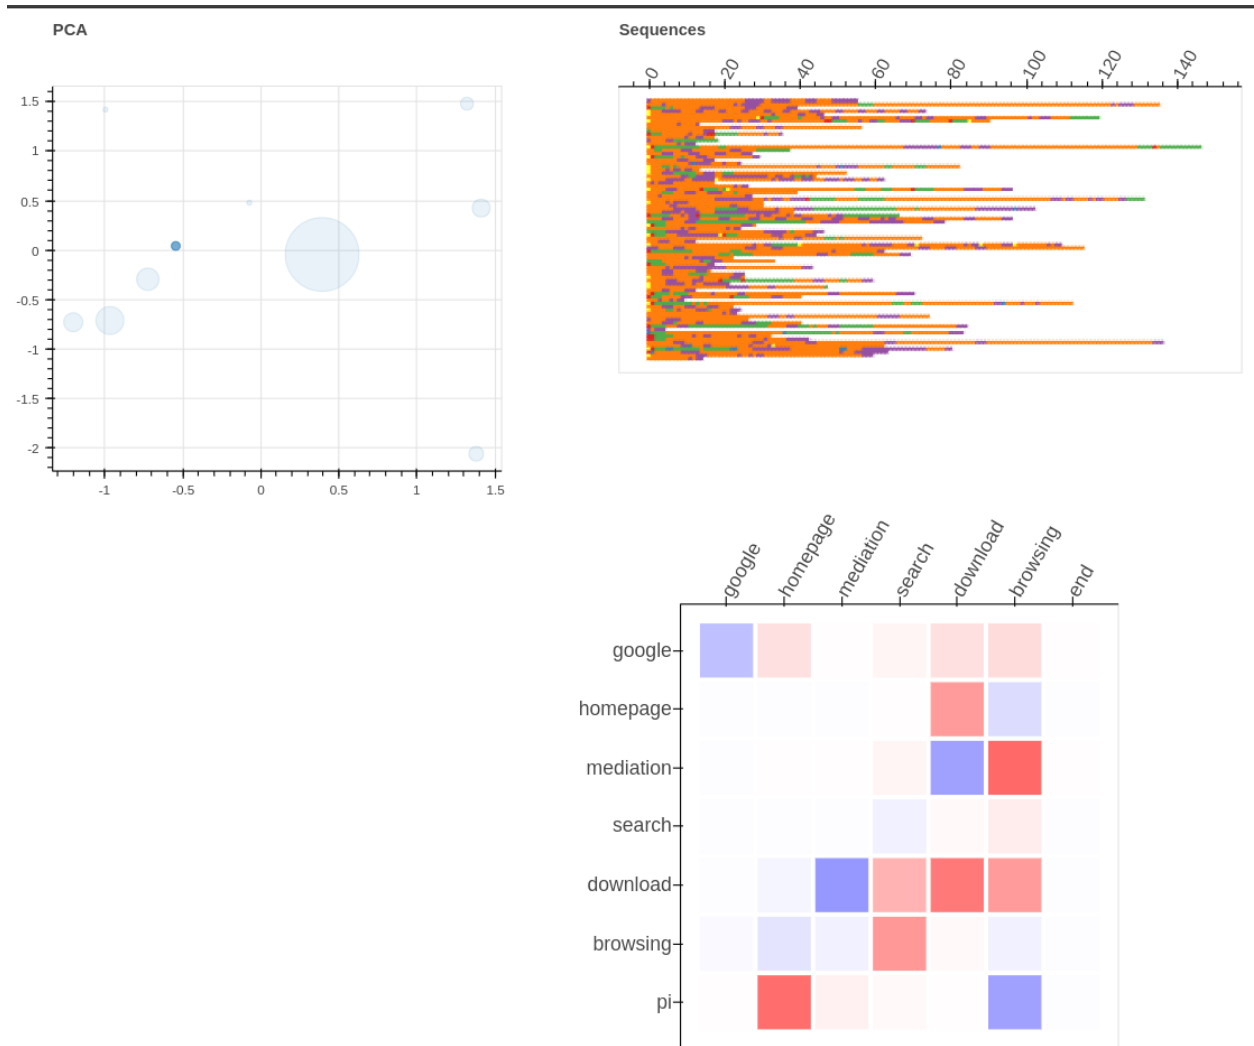 PCA
1.5
1
0.5
0
-0.5
-1
-1.5
-2
-1 -0.5 0 0.5 1 1.5
Sequences
0 20 40 60 80 100 120 140
google homepage mediation search download browsing end
google
homepage
mediation
search
download
browsing
pi